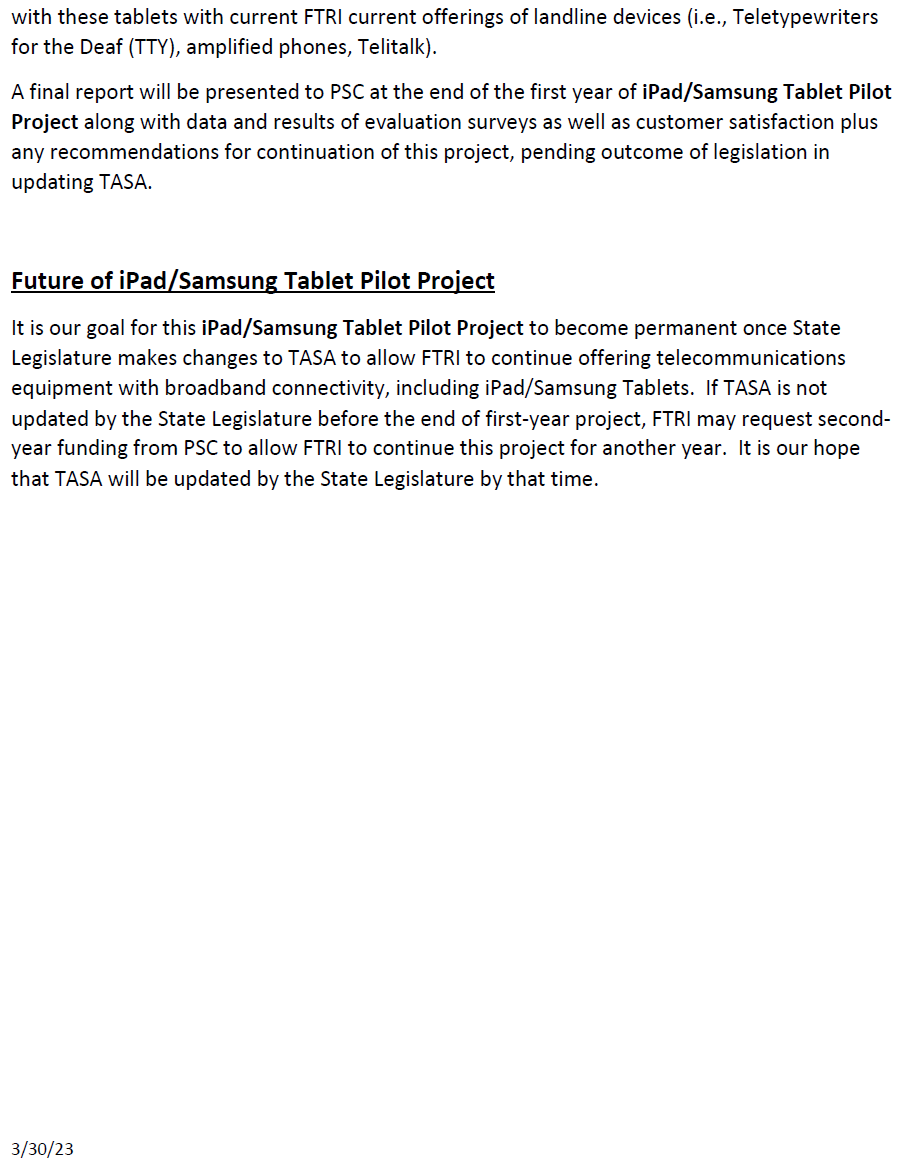 with these tablets with current FTRI current offerings of landline devices (i.e., Teletypewriters
for the Deaf (TTY), amplified phones, Telitalk).
A final report will be presented to PSC at the end of the first year of iPad/Samsung Tablet Pilot
Project along with data and results of evaluation surveys as well as customer satisfaction plus
any recommendations for continuation of this project, pending outcome of legislation in
updating TASA.
Future of iPad/Samsung Tablet Pilot Project
It is our goal for this iPad/Samsung Tablet Pilot Project to become permanent once State
Legislature makes changes to TASA to allow FTRI to continue offering telecommunications
equipment with broadband connectivity, including iPad/Samsung Tablets.  If TASA is not
updated by the State Legislature before the end of first-year project, FTRI may request second-
year funding from PSC to allow FTRI to continue this project for another year.  It is our hope
that TASA will be updated by the State Legislature by that time.
3/30/23